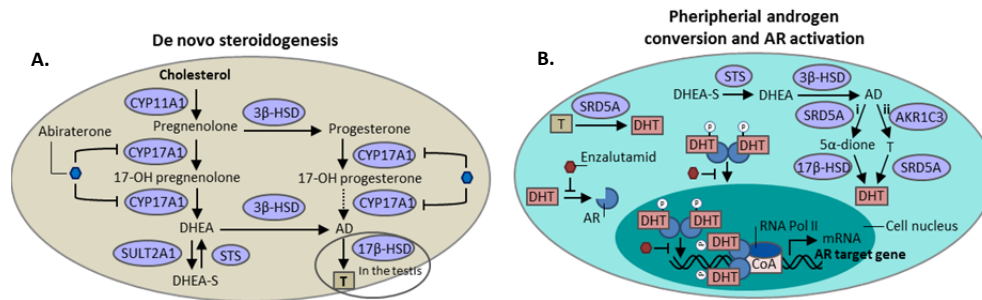 A.
De novo steroidogenesis
Cholesterol
CYP11A1
Pregnenolone
3β-HSD
Progesterone
Abiraterone
CYP17A1
CYP17A1
17-OH pregnenolone
17-OH progesterone
CYP17A1
CYP17A1
3β-HSD
DHEA
AD
SULT2A1
STS
17β-HSD
In the testis
DHEA-S
T
B.
Pheripherial androgen
conversion and AR activation
STS
3β-HSD
DHEA-S
DHEA
AD
SRD5A
T
DHT
i
ii
SRD5A
AKR1C3
5α-dione
T
17β-HSD
SRD5A
DHT
P
P
DHT
DHT
Enzalutamid
DHT
AR
P
P
DHT
DHT
P
DHT
P
DHT
RNA Pol II
CoA
mRNA
AR target gene
Cell nucleus